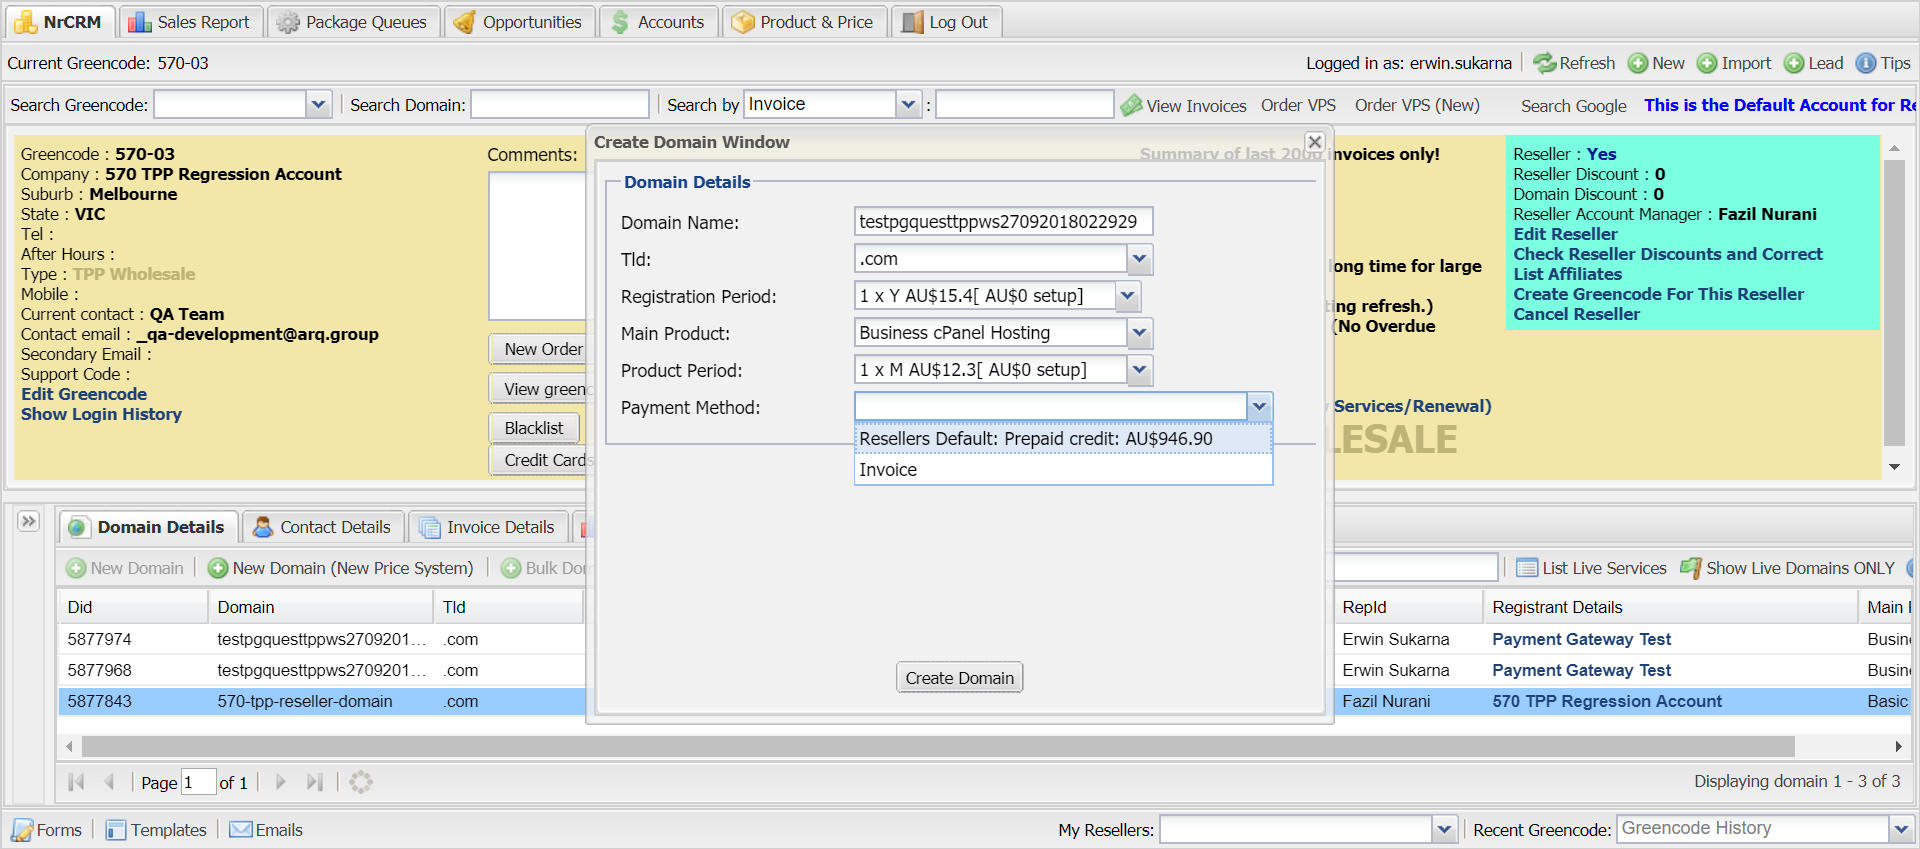 NrCRM Sales Report Package Queues Opportunities Accounts Product & Price Log Out
Current Greencode: 570-03 Logged in as: erwin.sukarna Refresh New Import Lead Tips
Search Greencode: Search Domain: Search by Invoice : View Invoices Order VPS Order VPS (New) Search Google This is the Default Account for Re
Create Domain Window
Greencode : 570-03
Company : 570 TPP Regression Account
Suburb : Melbourne
State : VIC
Tel :
After Hours :
Type : TPP Wholesale
Mobile :
Current contact : QA Team
Contact email : _qa-development@arq.group
Secondary Email :
Support Code :
Edit Greencode
Show Login History
Comments:
New Order
View greenc
Blacklist
Credit Cards
Summary of last 2000 invoices only!
long time for large
ting refresh.)
(No Overdue
Services/Renewal)
LESALE
Domain Details
Domain Name: testpgquesttppws27092018022929
Tld: .com
Registration Period: 1 x Y AU$15.4[ AU$0 setup]
Main Product: Business cPanel Hosting
Product Period: 1 x M AU$12.3[ AU$0 setup]
Payment Method:
Resellers Default: Prepaid credit: AU$946.90
Invoice
Create Domain
Reseller : Yes
Reseller Discount : 0
Domain Discount : 0
Reseller Account Manager : Fazil Nurani
Edit Reseller
Check Reseller Discounts and Correct
List Affiliates
Create Greencode For This Reseller
Cancel Reseller
Domain Details Contact Details Invoice Details
New Domain New Domain (New Price System) Bulk Dom List Live Services Show Live Domains ONLY
Did Domain Tld RepId Registrant Details Main
5877974 testpgquesttppws2709201... .com Erwin Sukarna Payment Gateway Test Busin
5877968 testpgquesttppws2709201... .com Erwin Sukarna Payment Gateway Test Busin
5877843 570-tpp-reseller-domain .com Fazil Nurani 570 TPP Regression Account Basic
Page 1 of 1 Displaying domain 1 - 3 of 3
Forms Templates Emails My Resellers: Recent Greencode: Greencode History